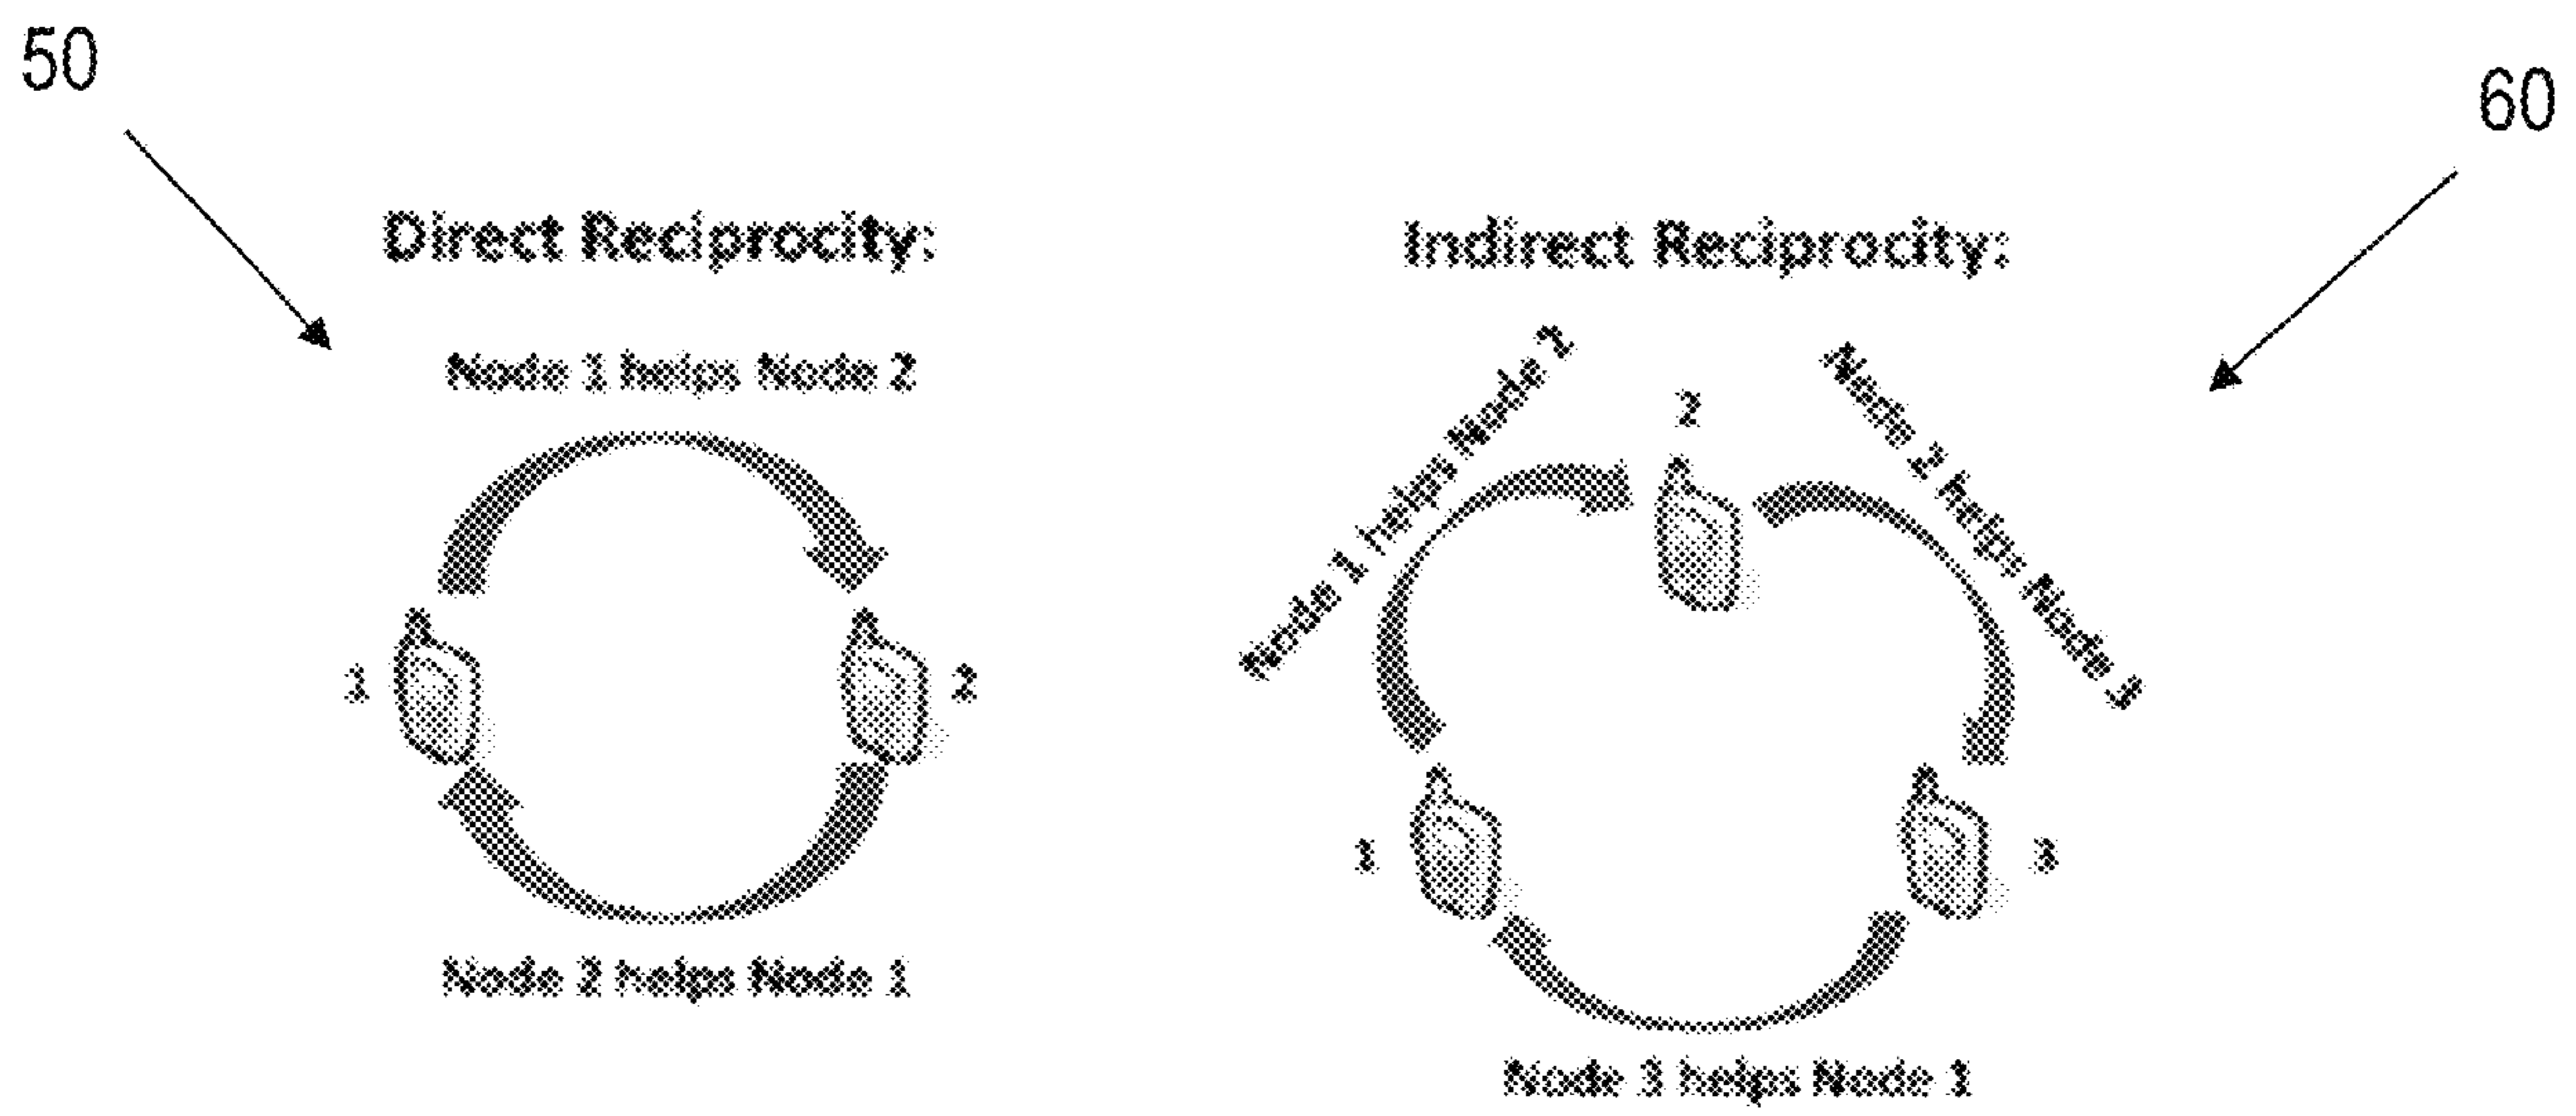 50
60
Direct Reciprocity:
Node 1 helps Node 2
1
2
Node 2 helps Node 1
Indirect Reciprocity:
Node 1 helps Node 2
Node 2 helps Node 3
2
1
3
Node 3 helps Node 1